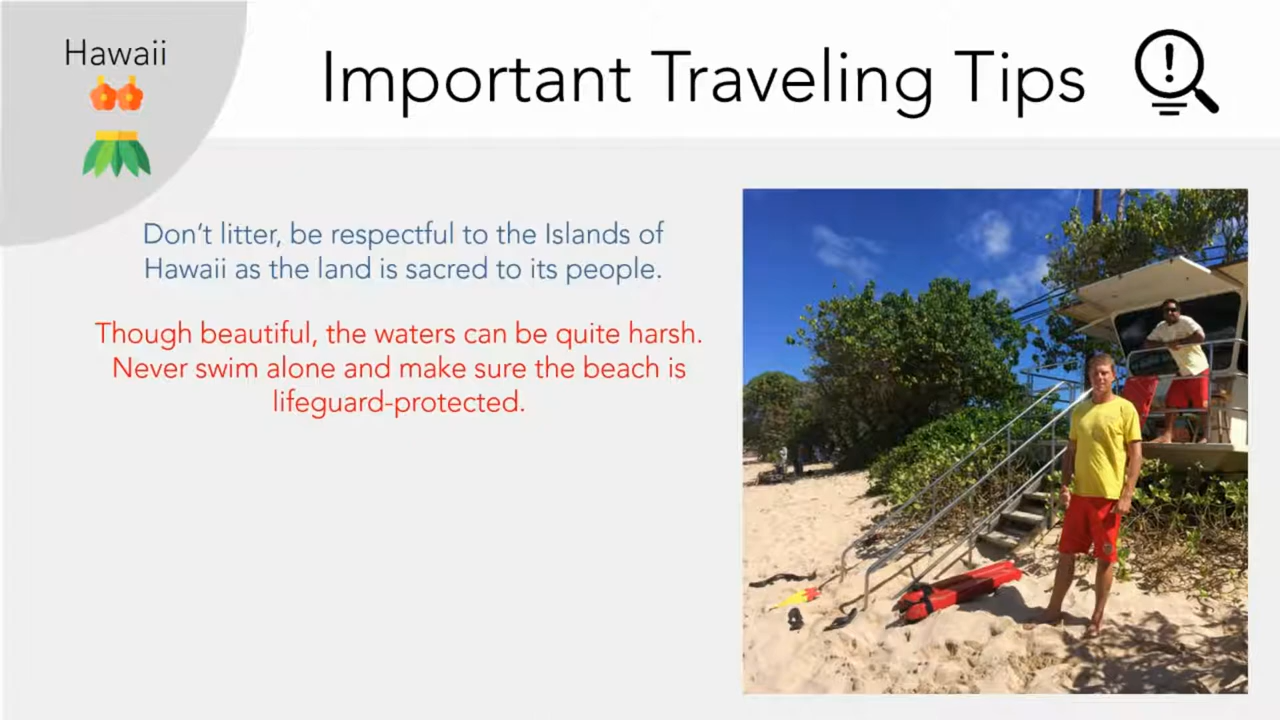 Hawaii
Important Traveling Tips
Don't litter, be respectful to the Islands of
Hawaii as the land is sacred to its people.
Though beautiful, the waters can be quite harsh.
Never swim alone and make sure the beach is
lifeguard-protected.